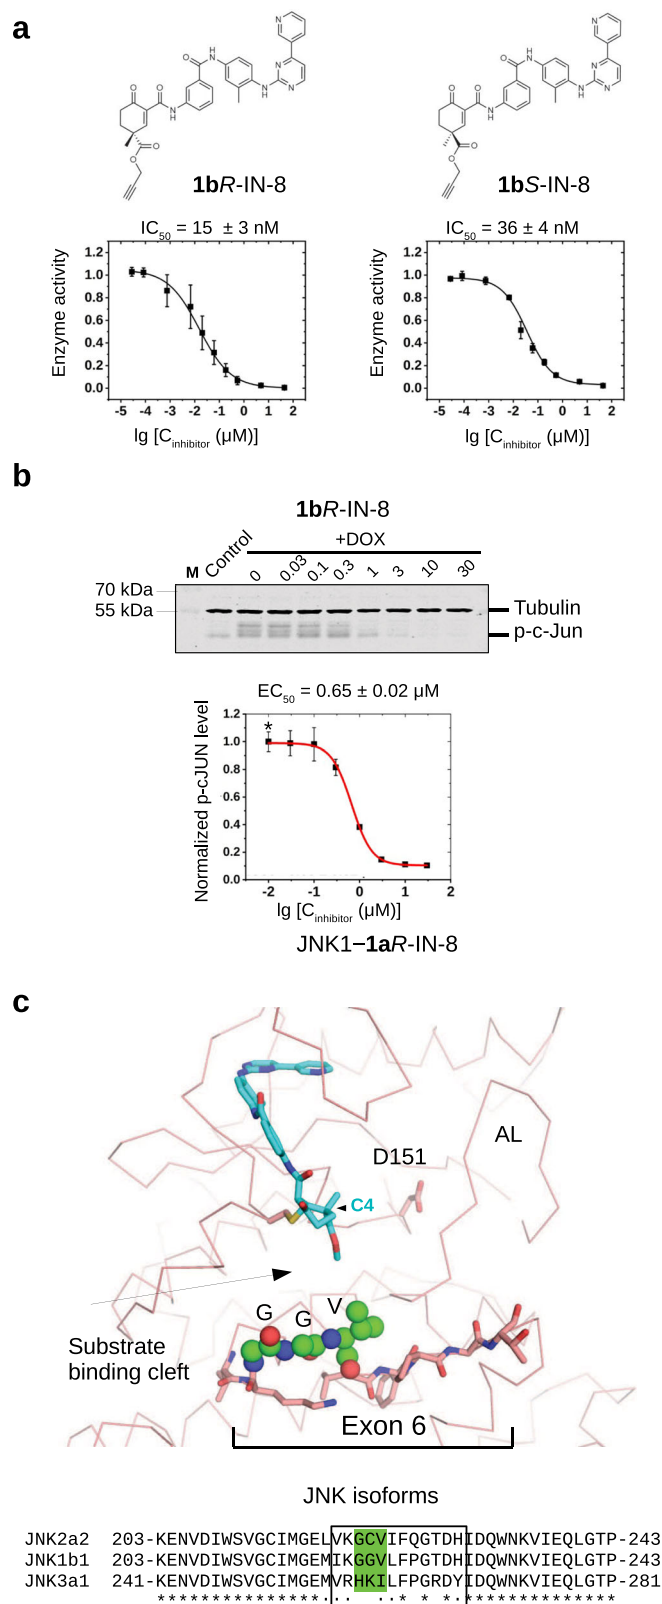 a
1bR-IN-8
1bS-IN-8
IC50 = 15 ± 3 nM
IC50 = 36 ± 4 nM
Enzyme activity
1.2
1.0
0.8
0.6
0.4
0.2
0.0
-5 -4 -3 -2 -1 0 1 2
lg [Cinhibitor (µM)]
Enzyme activity
1.2
1.0
0.8
0.6
0.4
0.2
0.0
-5 -4 -3 -2 -1 0 1 2
lg [Cinhibitor (µM)]
b
1bR-IN-8
+DOX
M Control 0 0.03 0.1 0.3 1 3 10 30
70 kDa
55 kDa
Tubulin
p-c-Jun
EC50 = 0.65 ± 0.02 µM
Normalized p-cJUN level
1.2
1.0
0.8
0.6
0.4
0.2
0.0
*
-2 -1 0 1 2
lg [Cinhibitor (µM)]
JNK1–1aR-IN-8
c
AL
D151
C4
G G V
Substrate
binding cleft
Exon 6
JNK isoforms
JNK2a2 203-KENVDIWSVGCIMGELVKGCVIFQGTDHIDQWNKVIEQLGTP-243
JNK1b1 203-KENVDIWSVGCIMGEMIKGGVLFPGTDHIDQWNKVIEQLGTP-243
JNK3a1 241-KENVDIWSVGCIMGEMVRHKILFPGRDYIDQWNKVIEQLGTP-281
***************:.. ..* * *:*************